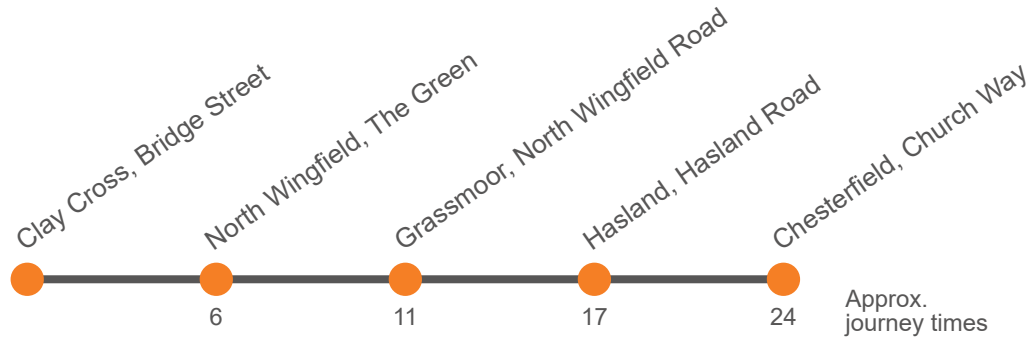 Clay Cross, Bridge Street
North Wingfield, The Green
Grassmoor, North Wingfield Road
Hasland, Hasland Road
Chesterfield, Church Way
6
11
17
24
Approx.
journey times